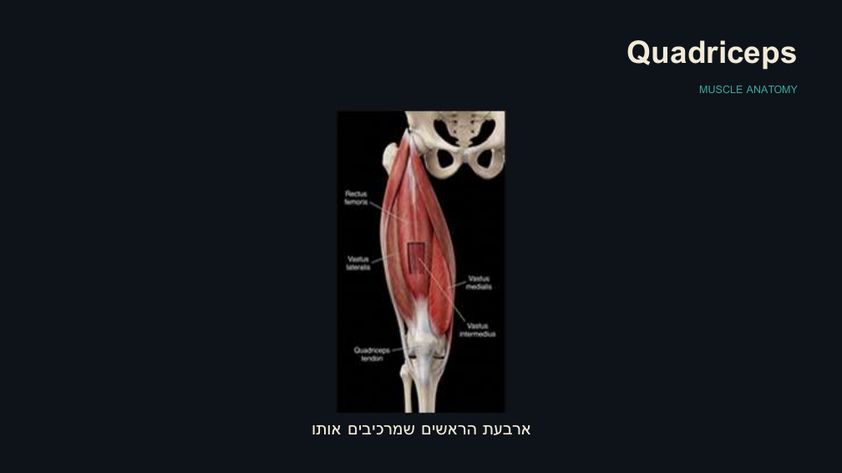 Quadriceps
MUSCLE ANATOMY
Rectus
femoris
Vastus
lateralis
Vastus
medialis
Vastus
intermedius
Quadriceps
tendon
ארבעת הראשים שמרכיבים אותו